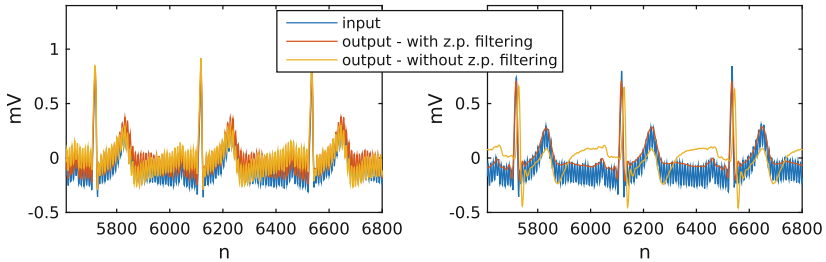 input
output - with z.p. filtering
output - without z.p. filtering
mV
1
0.5
0
-0.5
5800 6000 6200 6400 6600 6800
n
mV
0.5
0
-0.5
5800 6000 6200 6400 6600 6800
n